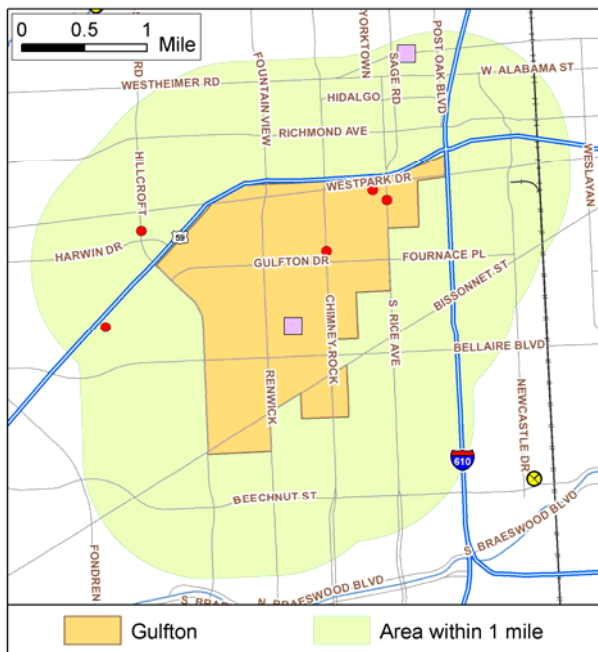 0 0.5 1
Mile
RD
YORKTOWN
SAGE RD
POST OAK BLVD
FOUNTAIN VIEW
WESTHEIMER RD
W ALABAMA ST
HIDALGO
RICHMOND AVE
HILLCROFT
WESTPARK DR
WESLAYAN
59
HARWIN DR
GULFTON DR
FOURNACE PL
BISSONNET ST
CHIMNEY ROCK
S RICE AVE
BELLAIRE BLVD
RENWICK
NEWCASTLE DR
610
BEECHNUT ST
S BRAESWOOD BLVD
FONDREN
N BRAESWOOD BLVD
S BRA
Gulfton
Area within 1 mile